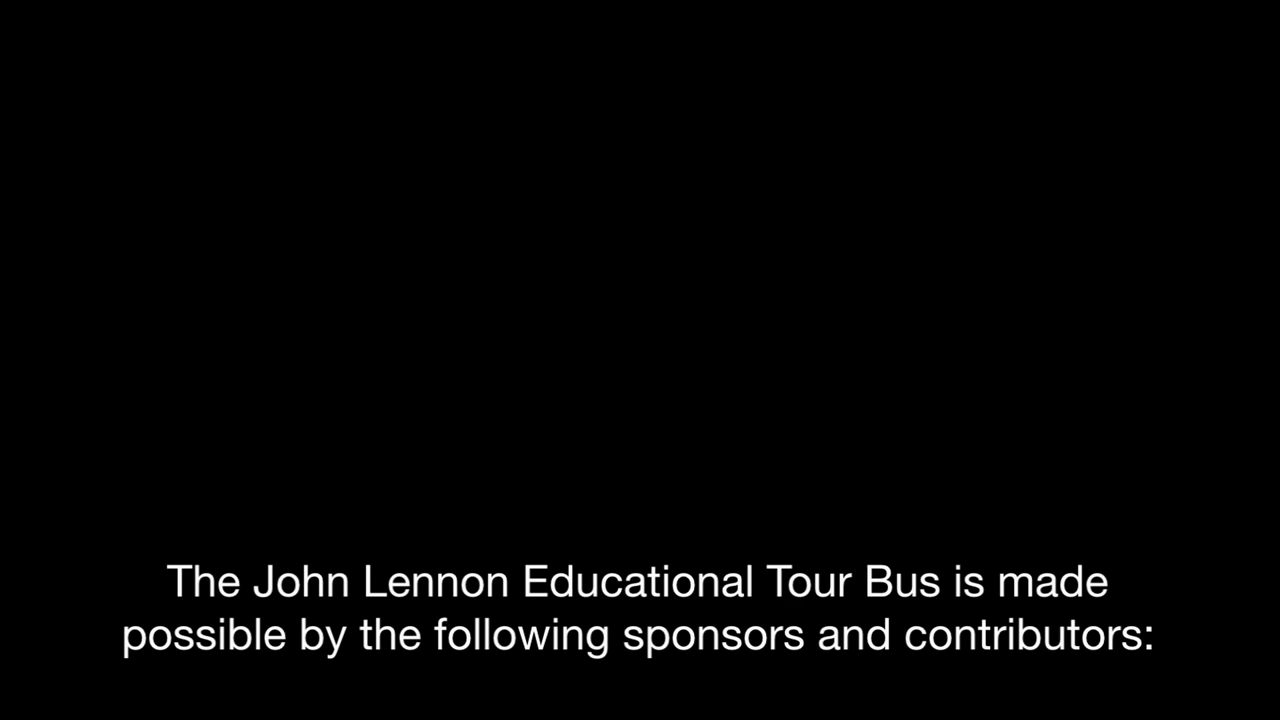 The John Lennon Educational Tour Bus is made
possible by the following sponsors and contributors: